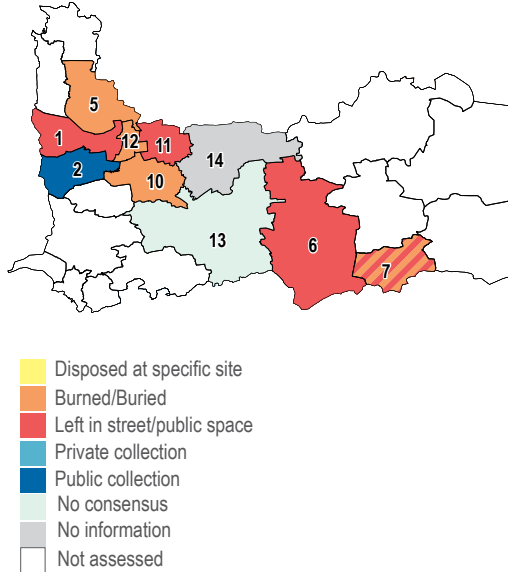 5
1
12
11
14
2
10
13
6
7
Disposed at specific site
Burned/Buried
Left in street/public space
Private collection
Public collection
No consensus
No information
Not assessed